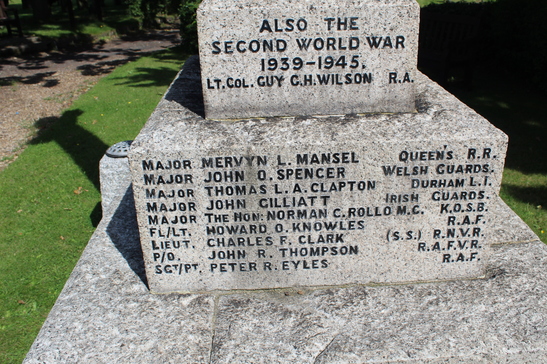 ALSO THE
SECOND WORLD WAR
1939-1945.
LT. COL. GUY G.H. WILSON R.A.
MAJOR MERVYN L. MANSEL QUEEN'S R.R.
MAJOR JOHN O. SPENCER WELSH GUARDS.
MAJOR THOMAS L.A. CLAPTON DURHAM L.I.
MAJOR JOHN GILLIATT IRISH GUARDS.
MAJOR THE HON: NORMAN C. ROLLO M.C. K.O.S.B.
FL/LT. HOWARD O. KNOWLES R.A.F.
LIEUT. CHARLES F. CLARK (S.S.) R.N.V.R.
P/O. JOHN R. THOMPSON R.A.F.V.R.
SGT/PT. PETER R. EYLES R.A.F.